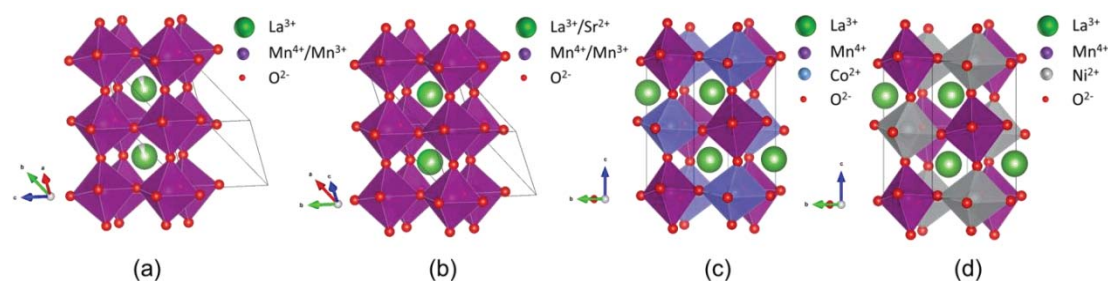 La3+
Mn4+/Mn3+
O2-
a
b
c
(a)
La3+/Sr2+
Mn4+/Mn3+
O2-
a
c
b
(b)
La3+
Mn4+
Co2+
O2-
c
b
(c)
La3+
Mn4+
Ni2+
O2-
c
b
(d)